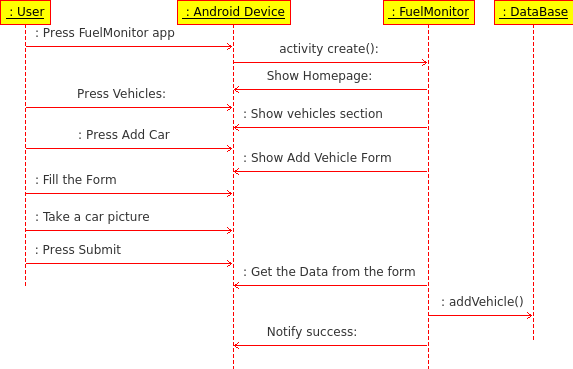 : User
: Android Device
: FuelMonitor
: DataBase
: Press FuelMonitor app
activity create():
Show Homepage:
Press Vehicles:
: Show vehicles section
: Press Add Car
: Show Add Vehicle Form
: Fill the Form
: Take a car picture
: Press Submit
: Get the Data from the form
: addVehicle()
Notify success: